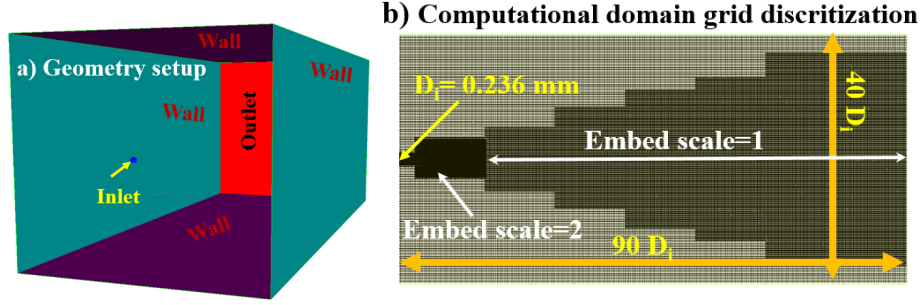 b) Computational domain grid discritization
Wall
a) Geometry setup
Wall
Wall
Outlet
Inlet
Wall
Di= 0.236 mm
40 Di
Embed scale=1
Embed scale=2
90 Di